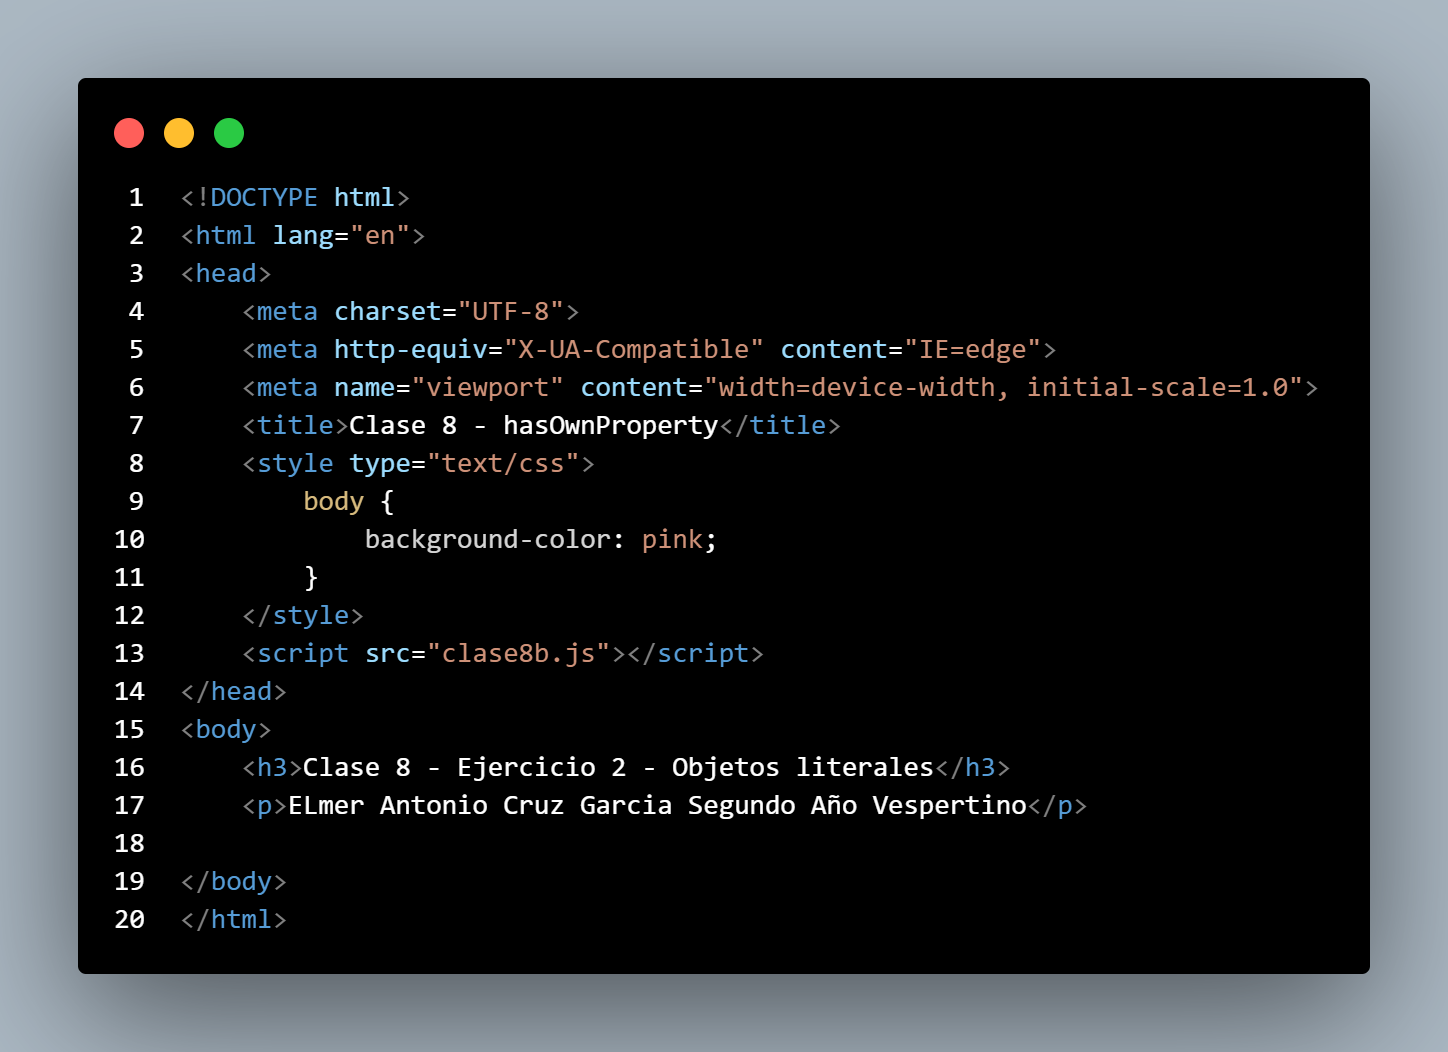 1 <!DOCTYPE html>
2 <html lang="en">
3 <head>
4     <meta charset="UTF-8">
5     <meta http-equiv="X-UA-Compatible" content="IE=edge">
6     <meta name="viewport" content="width=device-width, initial-scale=1.0">
7     <title>Clase 8 - hasOwnProperty</title>
8     <style type="text/css">
9         body {
10             background-color: pink;
11         }
12     </style>
13     <script src="clase8b.js"></script>
14 </head>
15 <body>
16     <h3>Clase 8 - Ejercicio 2 - Objetos literales</h3>
17     <p>ELmer Antonio Cruz Garcia Segundo Año Vespertino</p>
18
19 </body>
20 </html>